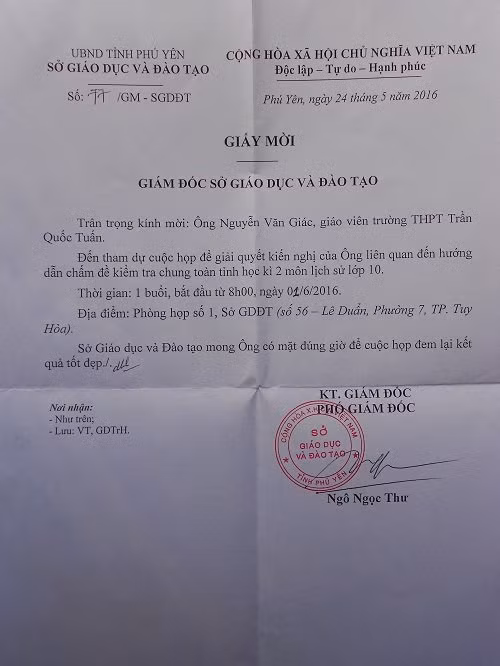 UBND TỈNH PHÚ YÊN
SỞ GIÁO DỤC VÀ ĐÀO TẠO
CỘNG HÒA XÃ HỘI CHỦ NGHĨA VIỆT NAM
Độc lập – Tự do – Hạnh phúc
Số: /GM - SGDĐT
Phú Yên, ngày 24 tháng 5 năm 2016
GIẤY MỜI
GIÁM ĐỐC SỞ GIÁO DỤC VÀ ĐÀO TẠO
Trân trọng kính mời: Ông Nguyễn Văn Giác, giáo viên trường THPT Trần
Quốc Tuấn.
Đến tham dự cuộc họp để giải quyết kiến nghị của Ông liên quan đến hướng
dẫn chấm đề kiểm tra chung toàn tỉnh học kì 2 môn lịch sử lớp 10.
Thời gian: 1 buổi, bắt đầu từ 8h00, ngày 01/6/2016.
Địa điểm: Phòng họp số 1, Sở GDĐT (số 56 – Lê Duẩn, Phường 7, TP. Tuy
Hòa).
Sở Giáo dục và Đào tạo mong Ông có mặt đúng giờ để cuộc họp đem lại kết
quả tốt đẹp./.
Nơi nhận:
- Như trên;
- Lưu: VT, GDTrH.
KT. GIÁM ĐỐC
PHÓ GIÁM ĐỐC
SỞ
GIÁO DỤC
VÀ ĐÀO TẠO
TỈNH PHÚ YÊN
Ngô Ngọc Thư